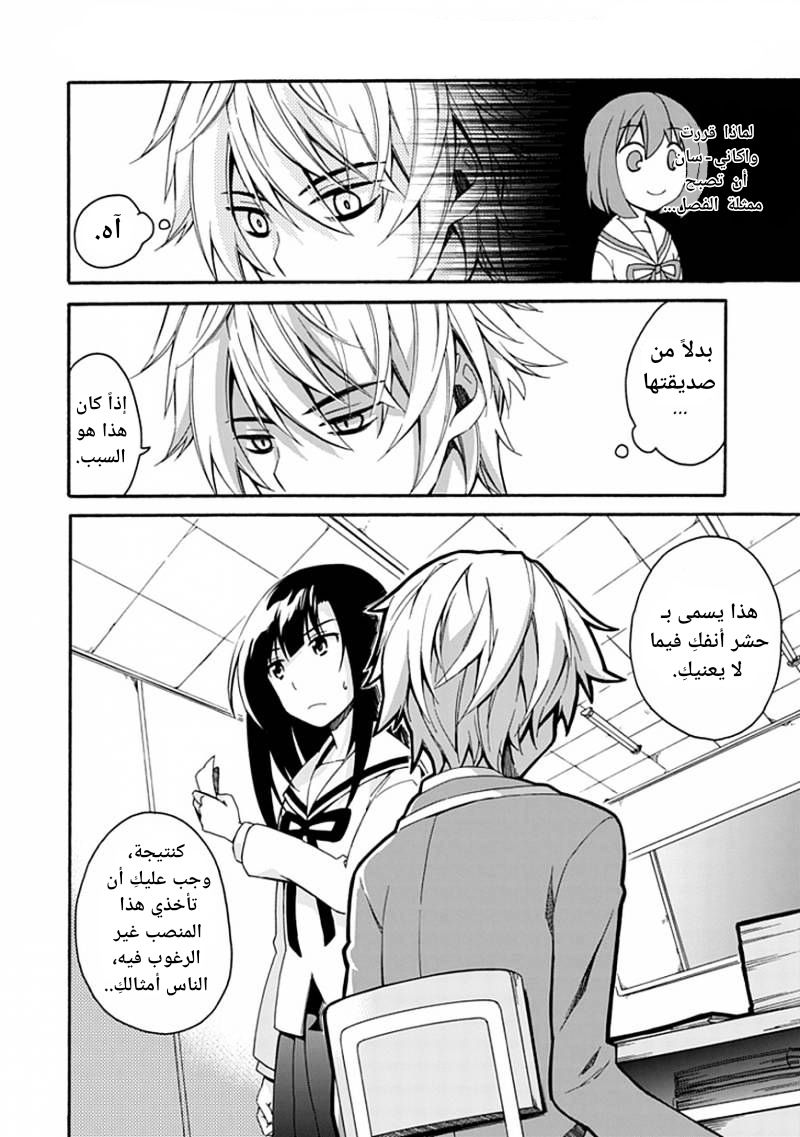 لماذا قررت
واكاني-سان
أن تصبح
ممثلة الفصل...
آه.
بدلاً من
صديقتها
...
إذاً كان
هذا هو
السبب.
هذا يسمى بـ
حشر أنفكِ فيما
لا يعنيكِ.
كنتيجة،
وجب عليكِ أن
تأخذي هذا
المنصب غير
الرغوب فيه،
الناس أمثالكِ..